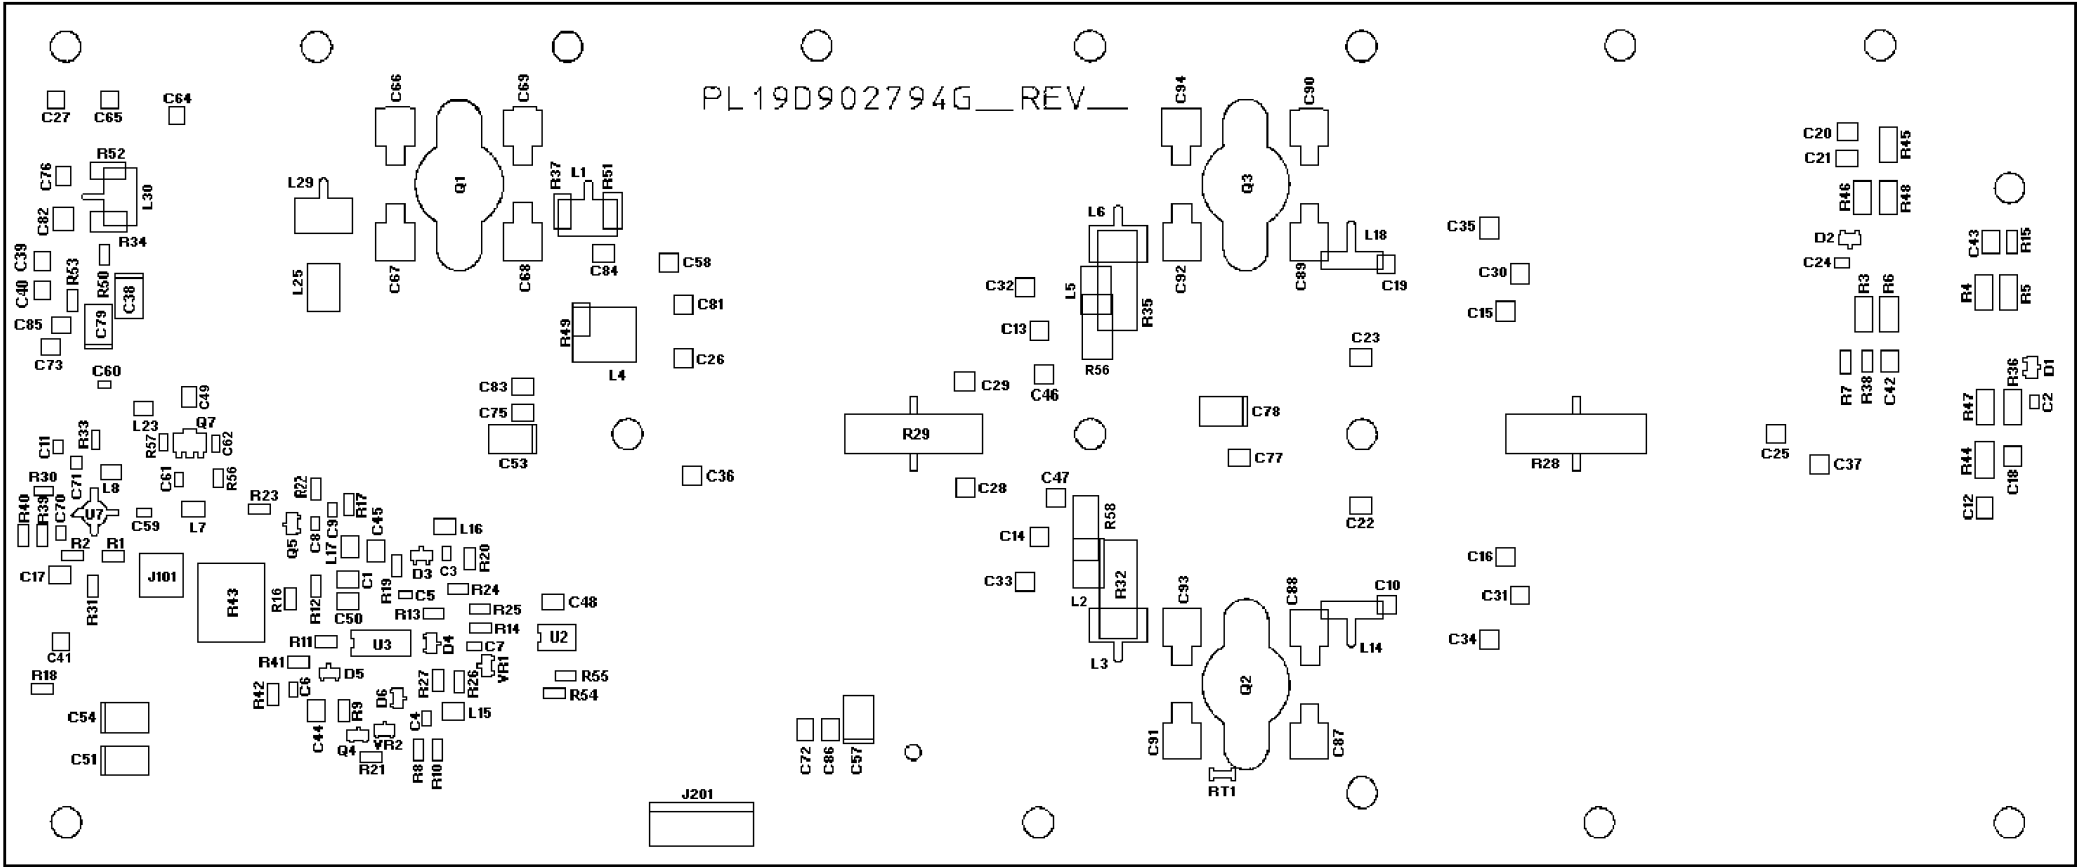 C66
C69
C94
C90
PL19D902794G__REV__
C27
C65
C64
C20
R45
C21
R52
C76
L30
L29
Q1
R37
L1
R51
Q3
R46
R48
C82
R34
L6
L18
C35
D2
C43
R15
C39
R53
R50
C67
C68
C84
C58
C92
C89
C19
C24
C40
C38
L25
C32
L5
R35
C30
R3
R6
R4
R5
C79
C81
C15
C85
R49
C13
C73
L4
C26
R56
C23
C60
C83
C29
C46
R7
R38
C42
R36
D1
C49
L23
Q7
C75
C78
R47
C2
C11
R33
R57
C62
C53
R29
R28
C25
C77
C37
R44
C18
R30
C71
L8
C61
R56
C36
C28
C47
R40
R39
C70
U7
C59
L7
R23
R22
R17
R58
C22
C12
Q5
C8
C9
C45
L16
R2
R1
L17
C14
D3
C3
R20
C16
C17
J101
R31
R43
R16
R12
C1
R19
C5
R24
C33
R32
C93
C88
C10
C31
C50
R13
R25
C48
L2
R14
U2
C41
R11
U3
D4
C7
C34
L14
R41
VR1
L3
R18
D5
R55
R42
C6
D6
R27
R26
R54
Q2
C54
C44
R9
C4
L15
Q4
VR2
C51
R21
R8
R10
C72
C86
C57
C91
C87
RT1
J201